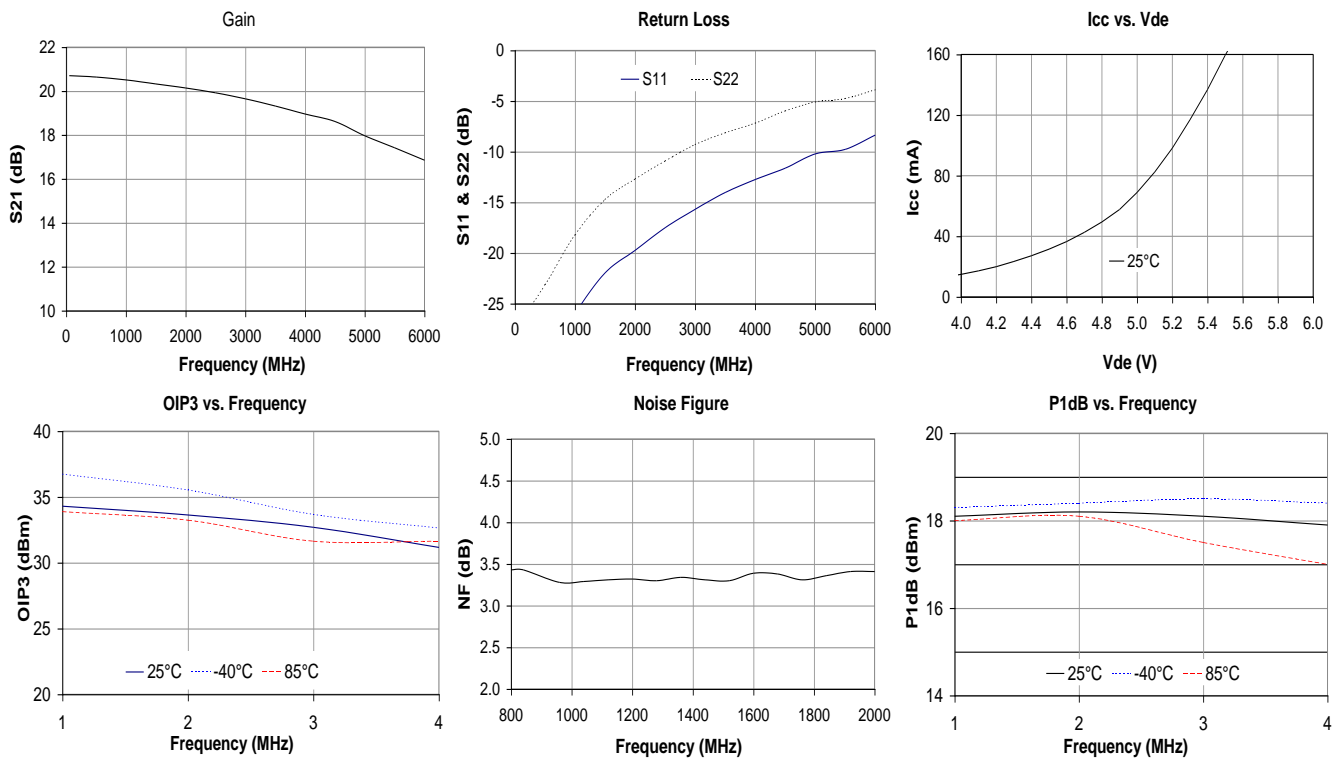 Gain
S21 (dB)
22
20
18
16
14
12
10
0 1000 2000 3000 4000 5000 6000
Frequency (MHz)
Return Loss
S11 & S22 (dB)
S11 S22
0
-5
-10
-15
-20
-25
0 1000 2000 3000 4000 5000 6000
Frequency (MHz)
Icc vs. Vde
Icc (mA)
160
120
80
40
0
25°C
4.0 4.2 4.4 4.6 4.8 5.0 5.2 5.4 5.6 5.8 6.0
Vde (V)
OIP3 vs. Frequency
OIP3 (dBm)
40
35
30
25
20
25°C -40°C 85°C
1 2 3 4
Frequency (MHz)
Noise Figure
NF (dB)
5.0
4.5
4.0
3.5
3.0
2.5
2.0
800 1000 1200 1400 1600 1800 2000
Frequency (MHz)
P1dB vs. Frequency
P1dB (dBm)
20
18
16
14
25°C -40°C 85°C
1 2 3 4
Frequency (MHz)